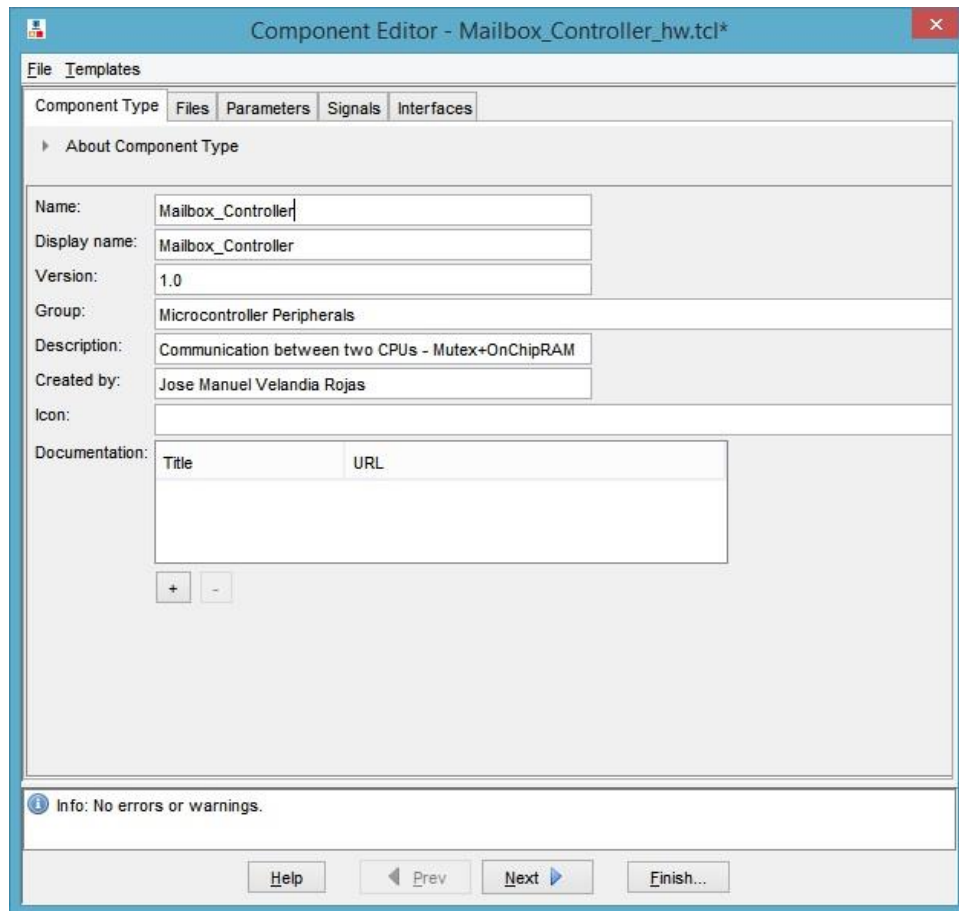 Component Editor - Mailbox_Controller_hw.tcl*
File Templates
Component Type Files Parameters Signals Interfaces
About Component Type
Name: Mailbox_Controller
Display name: Mailbox_Controller
Version: 1.0
Group: Microcontroller Peripherals
Description: Communication between two CPUs - Mutex+OnChipRAM
Created by: Jose Manuel Velandia Rojas
Icon:
Documentation: Title URL
+ -
Info: No errors or warnings.
Help Prev Next Finish...